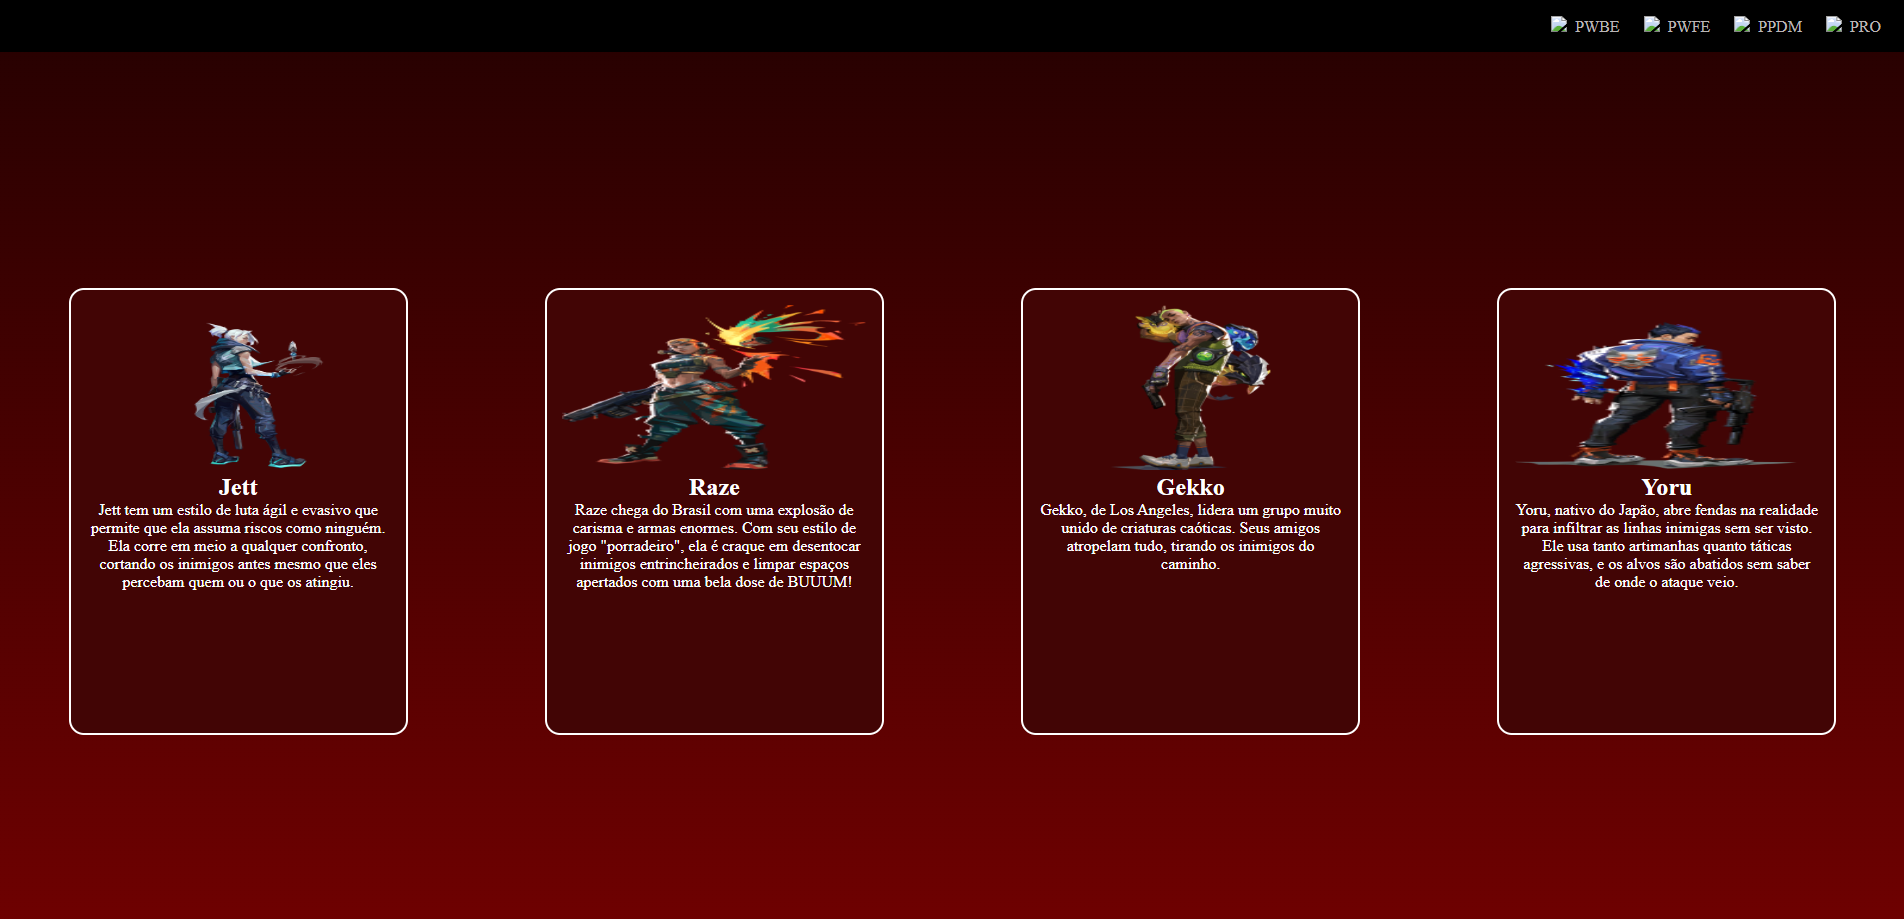 PWBE PWFE PPDM PRO
Jett
Jett tem um estilo de luta ágil e evasivo que
permite que ela assuma riscos como ninguém.
Ela corre em meio a qualquer confronto,
cortando os inimigos antes mesmo que eles
percebam quem ou o que os atingiu.
Raze
Raze chega do Brasil com uma explosão de
carisma e armas enormes. Com seu estilo de
jogo "porradeiro", ela é craque em desentocar
inimigos entrincheirados e limpar espaços
apertados com uma bela dose de BUUUM!
Gekko
Gekko, de Los Angeles, lidera um grupo muito
unido de criaturas caóticas. Seus amigos
atropelam tudo, tirando os inimigos do
caminho.
Yoru
Yoru, nativo do Japão, abre fendas na realidade
para infiltrar as linhas inimigas sem ser visto.
Ele usa tanto artimanhas quanto táticas
agressivas, e os alvos são abatidos sem saber
de onde o ataque veio.